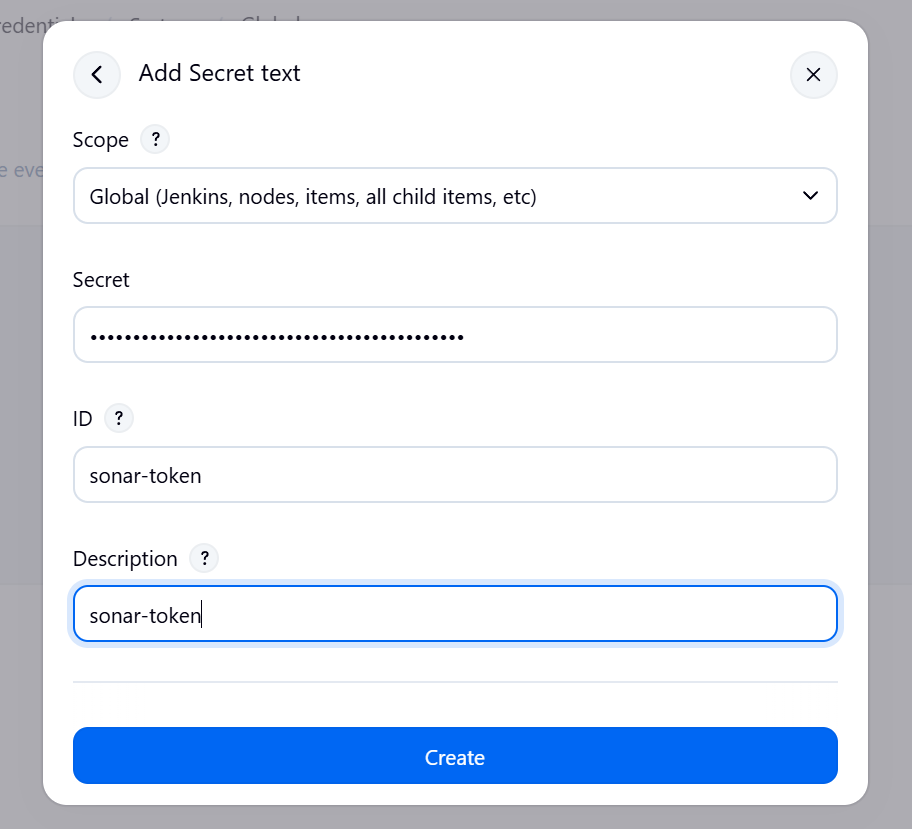 Add Secret text
Scope ?
Global (Jenkins, nodes, items, all child items, etc)
Secret
••••••••••••••••••••••••••••••••••••••••••••
ID ?
sonar-token
Description ?
sonar-token
Create